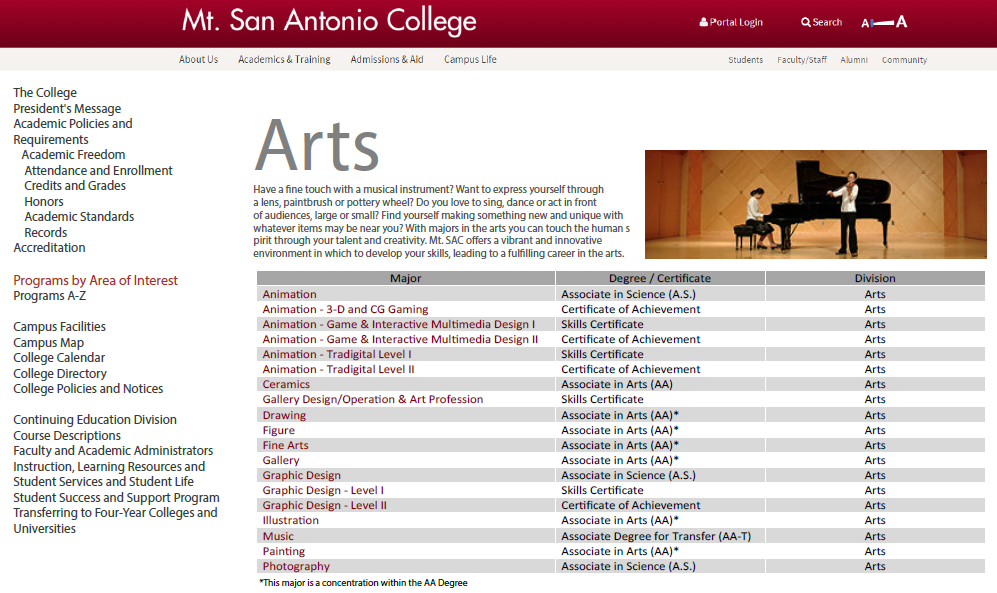 Mt. San Antonio College
Portal Login
Search
A A
About Us Academics & Training Admissions & Aid Campus Life
Students Faculty/Staff Alumni Community
The College
President's Message
Academic Policies and
Requirements
Academic Freedom
Attendance and Enrollment
Credits and Grades
Honors
Academic Standards
Records
Accreditation
Programs by Area of Interest
Programs A-Z
Campus Facilities
Campus Map
College Calendar
College Directory
College Policies and Notices
Continuing Education Division
Course Descriptions
Faculty and Academic Administrators
Instruction, Learning Resources and
Student Services and Student Life
Student Success and Support Program
Transferring to Four-Year Colleges and
Universities
Arts
Have a fine touch with a musical instrument? Want to express yourself through
a lens, paintbrush or pottery wheel? Do you love to sing, dance or act in front
of audiences, large or small? Find yourself making something new and unique with
whatever items may be near you? With majors in the arts you can touch the human s
pirit through your talent and creativity. Mt. SAC offers a vibrant and innovative
environment in which to develop your skills, leading to a fulfilling career in the arts.
Major Degree / Certificate Division
Animation Associate in Science (A.S.) Arts
Animation - 3-D and CG Gaming Certificate of Achievement Arts
Animation - Game & Interactive Multimedia Design I Skills Certificate Arts
Animation - Game & Interactive Multimedia Design II Certificate of Achievement Arts
Animation - Tradigital Level I Skills Certificate Arts
Animation - Tradigital Level II Certificate of Achievement Arts
Ceramics Associate in Arts (AA) Arts
Gallery Design/Operation & Art Profession Skills Certificate Arts
Drawing Associate in Arts (AA)* Arts
Figure Associate in Arts (AA)* Arts
Fine Arts Associate in Arts (AA)* Arts
Gallery Associate in Arts (AA)* Arts
Graphic Design Associate in Science (A.S.) Arts
Graphic Design - Level I Skills Certificate Arts
Graphic Design - Level II Certificate of Achievement Arts
Illustration Associate in Arts (AA)* Arts
Music Associate Degree for Transfer (AA-T) Arts
Painting Associate in Arts (AA)* Arts
Photography Associate in Science (A.S.) Arts
*This major is a concentration within the AA Degree